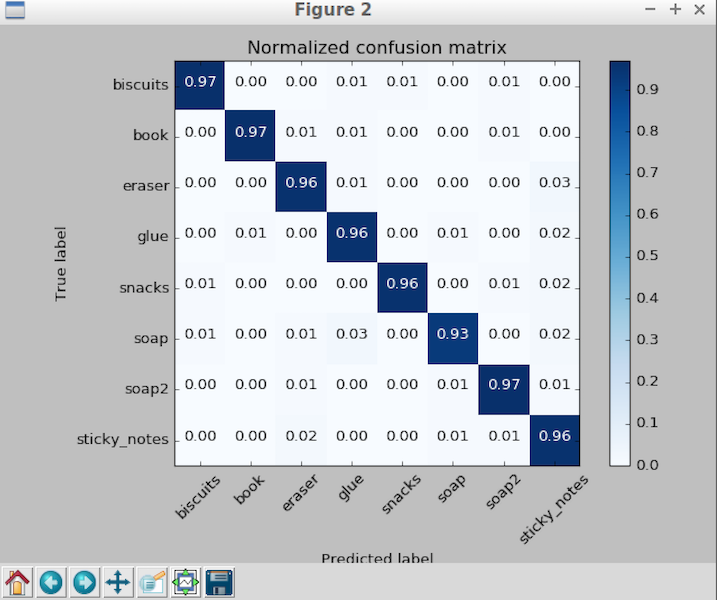 Figure 2
Normalized confusion matrix
biscuits 0.97 0.00 0.00 0.01 0.01 0.00 0.01 0.00
book 0.00 0.97 0.01 0.01 0.00 0.00 0.01 0.00
eraser 0.00 0.00 0.96 0.01 0.00 0.00 0.00 0.03
glue 0.00 0.01 0.00 0.96 0.00 0.01 0.00 0.02
snacks 0.01 0.00 0.00 0.00 0.96 0.00 0.01 0.02
soap 0.01 0.00 0.01 0.03 0.00 0.93 0.00 0.02
soap2 0.00 0.00 0.01 0.00 0.00 0.01 0.97 0.01
sticky_notes 0.00 0.00 0.02 0.00 0.00 0.01 0.01 0.96
True label
biscuits book eraser glue snacks soap soap2 sticky_notes
Predicted label
0.9
0.8
0.7
0.6
0.5
0.4
0.3
0.2
0.1
0.0